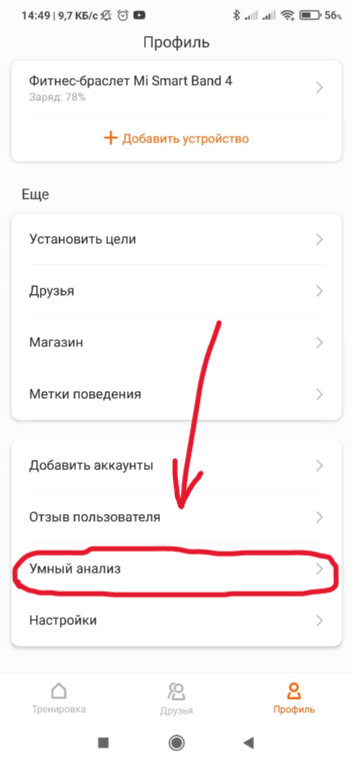 14:49 | 9,7 КБ/с
56%
Профиль
Фитнес-браслет Mi Smart Band 4
Заряд: 78%
+ Добавить устройство
Еще
Установить цели
Друзья
Магазин
Метки поведения
Добавить аккаунты
Отзыв пользователя
Умный анализ
Настройки
Тренировка
Друзья
Профиль